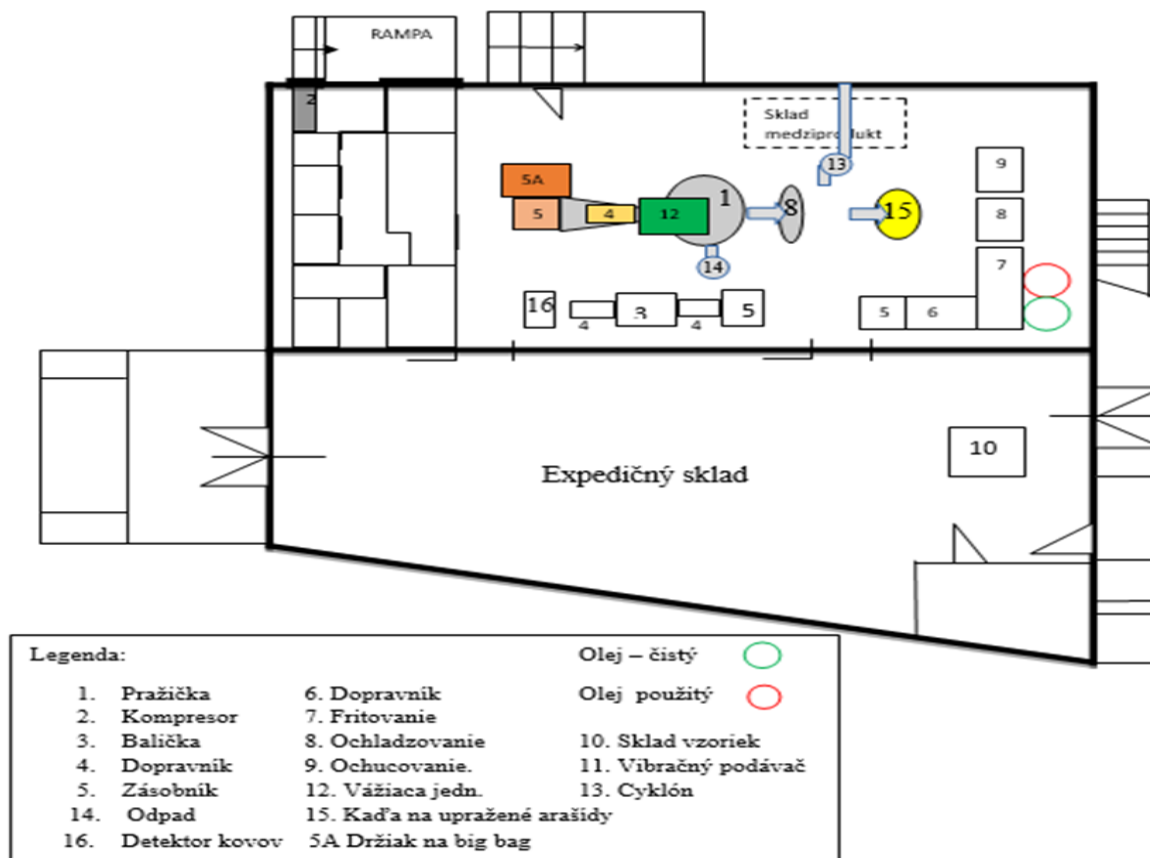 RAMPA
2
Sklad
medziprodukt
13
9
5A
5
4
12
1
8
15
8
14
7
16
4
3
4
5
5
6
10
Expedičný sklad
Legenda:
Olej – čistý
1. Pražička
6. Dopravník
Olej použitý
2. Kompresor
7. Fritovanie
3. Balička
8. Ochladzovanie
10. Sklad vzoriek
4. Dopravník
9. Ochucovanie.
11. Vibračný podávač
5. Zásobník
12. Vážiaca jedn.
13. Cyklón
14. Odpad
15. Kaďa na upražené arašidy
16. Detektor kovov
5A Držiak na big bag